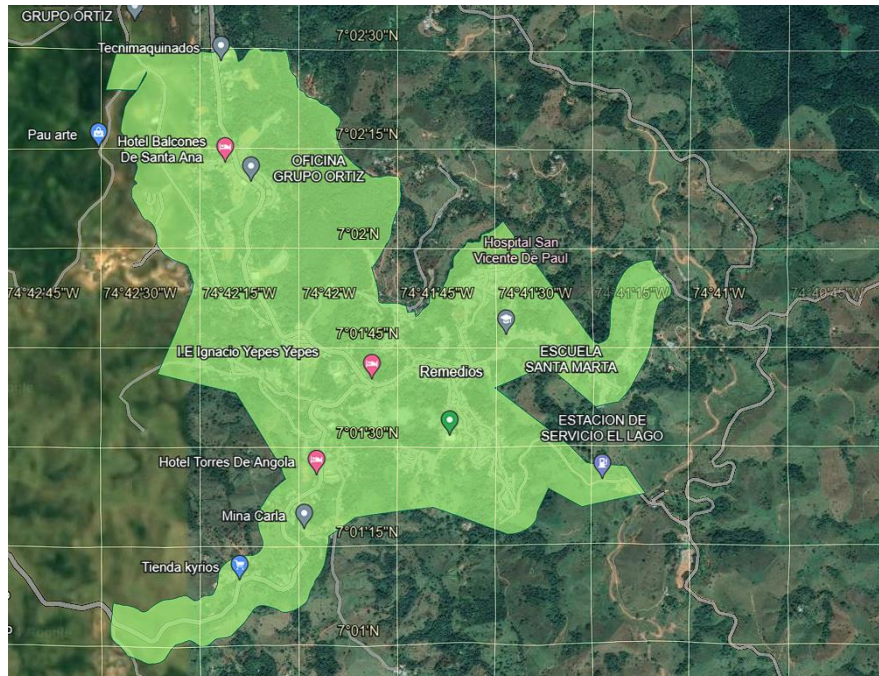 GRUPO ORTIZ
Tecnimaquinados
7°02'30"N
Pau arte
Hotel Balcones
De Santa Ana
7°02'15"N
OFICINA
GRUPO ORTIZ
7°02'N
Hospital San
Vicente De Paul
74°42'45"W
74°42'30"W
74°42'15"W
74°42'W
74°41'45"W
74°41'30"W
74°41'15"W
74°41'W
74°40'45"W
7°01'45"N
I.E Ignacio Yepes Yepes
Remedios
ESCUELA
SANTA MARTA
7°01'30"N
ESTACION DE
SERVICIO EL LAGO
Hotel Torres De Angola
Mina Carla
7°01'15"N
Tienda kyrios
7°01'N